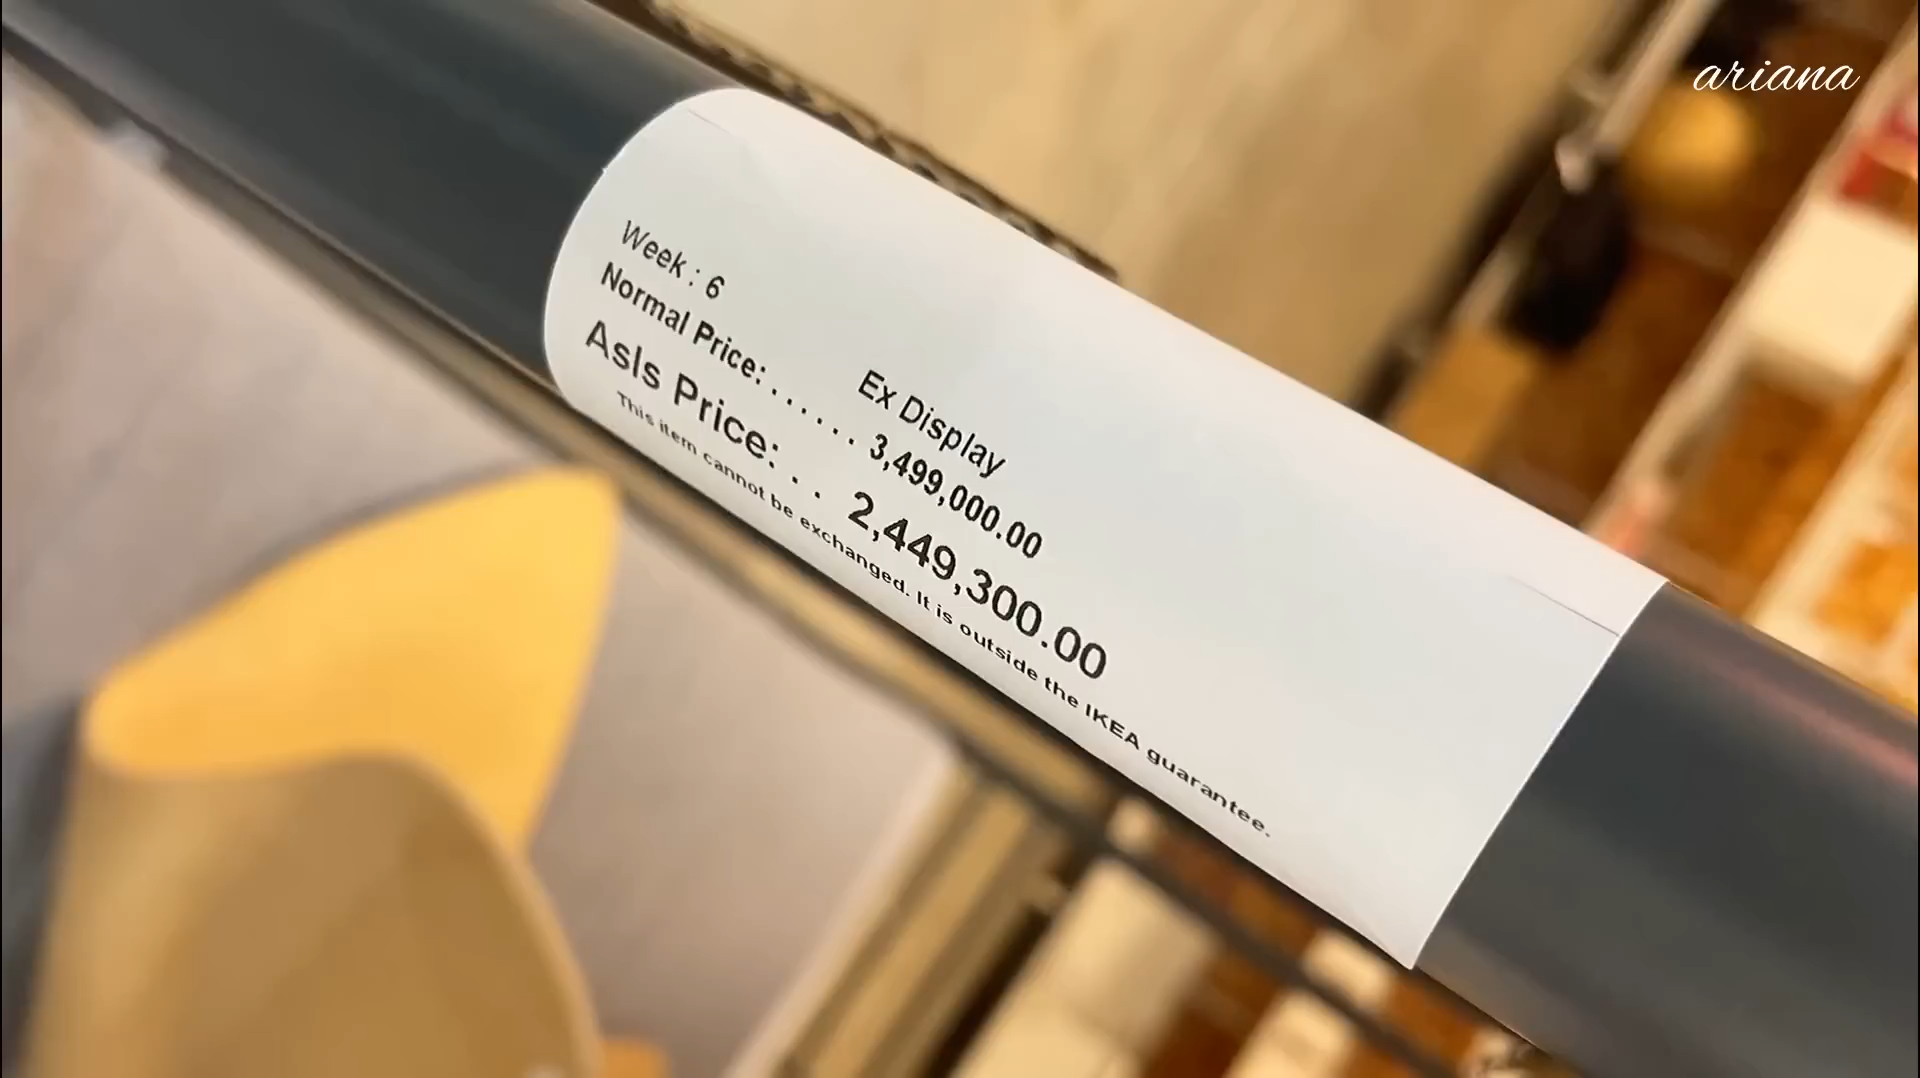 ariana
Week : 6
Ex Display
Normal Price: . . . . . . 3,499,000.00
AsIs Price: . . 2,449,300.00
This item cannot be exchanged. It is outside the IKEA guarantee.